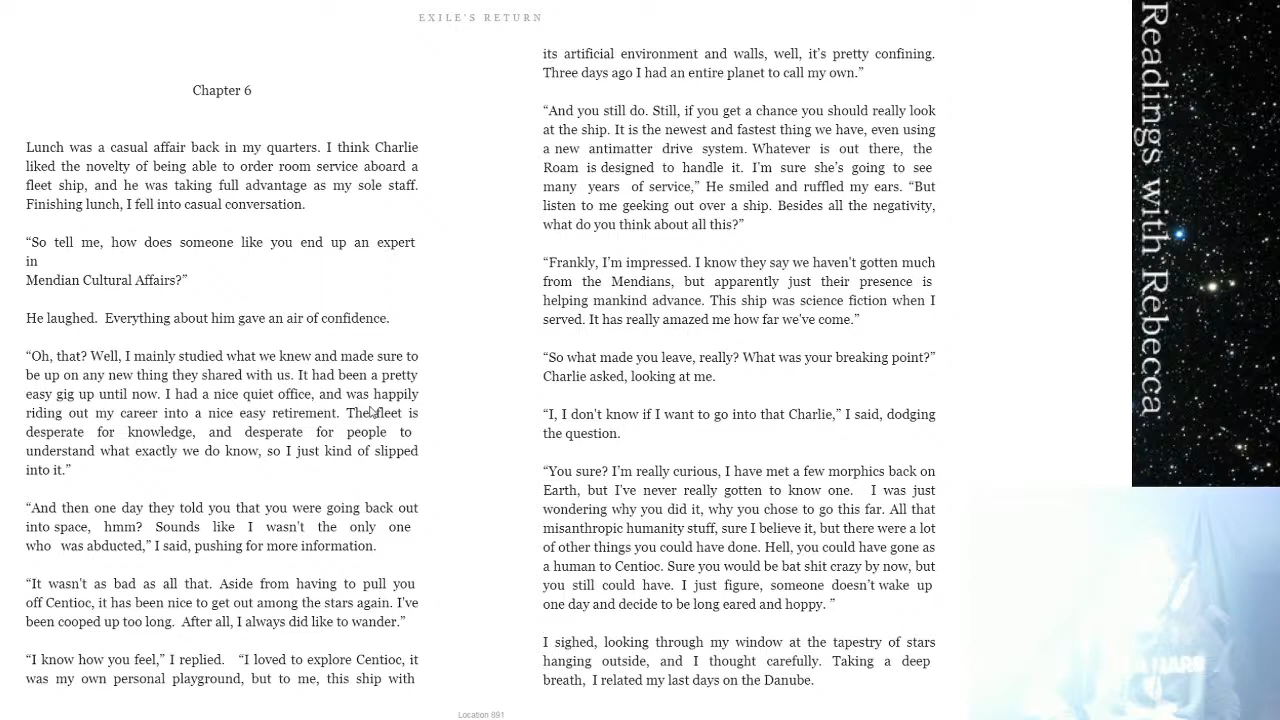 EXILE'S RETURN
Chapter 6
Lunch was a casual affair back in my quarters. I think Charlie
liked the novelty of being able to order room service aboard a
fleet ship, and he was taking full advantage as my sole staff.
Finishing lunch, I fell into casual conversation.
“So tell me, how does someone like you end up an expert
in
Mendian Cultural Affairs?”
He laughed. Everything about him gave an air of confidence.
“Oh, that? Well, I mainly studied what we knew and made sure to
be up on any new thing they shared with us. It had been a pretty
easy gig up until now. I had a nice quiet office, and was happily
riding out my career into a nice easy retirement. The fleet is
desperate for knowledge, and desperate for people to
understand what exactly we do know, so I just kind of slipped
into it.”
“And then one day they told you that you were going back out
into space, hmm? Sounds like I wasn't the only one
who was abducted,” I said, pushing for more information.
“It wasn't as bad as all that. Aside from having to pull you
off Centioc, it has been nice to get out among the stars again. I've
been cooped up too long. After all, I always did like to wander.”
“I know how you feel,” I replied. “I loved to explore Centioc, it
was my own personal playground, but to me, this ship with
its artificial environment and walls, well, it’s pretty confining.
Three days ago I had an entire planet to call my own.”
“And you still do. Still, if you get a chance you should really look
at the ship. It is the newest and fastest thing we have, even using
a new antimatter drive system. Whatever is out there, the
Roam is designed to handle it. I’m sure she’s going to see
many years of service,” He smiled and ruffled my ears. “But
listen to me geeking out over a ship. Besides all the negativity,
what do you think about all this?”
“Frankly, I’m impressed. I know they say we haven't gotten much
from the Mendians, but apparently just their presence is
helping mankind advance. This ship was science fiction when I
served. It has really amazed me how far we've come.”
“So what made you leave, really? What was your breaking point?”
Charlie asked, looking at me.
“I, I don't know if I want to go into that Charlie,” I said, dodging
the question.
“You sure? I’m really curious, I have met a few morphics back on
Earth, but I’ve never really gotten to know one. I was just
wondering why you did it, why you chose to go this far. All that
misanthropic humanity stuff, sure I believe it, but there were a lot
of other things you could have done. Hell, you could have gone as
a human to Centioc. Sure you would be bat shit crazy by now, but
you still could have. I just figure, someone doesn’t wake up
one day and decide to be long eared and hoppy. ”
I sighed, looking through my window at the tapestry of stars
hanging outside, and I thought carefully. Taking a deep
breath, I related my last days on the Danube.
Location 891
Readings with Rebecca